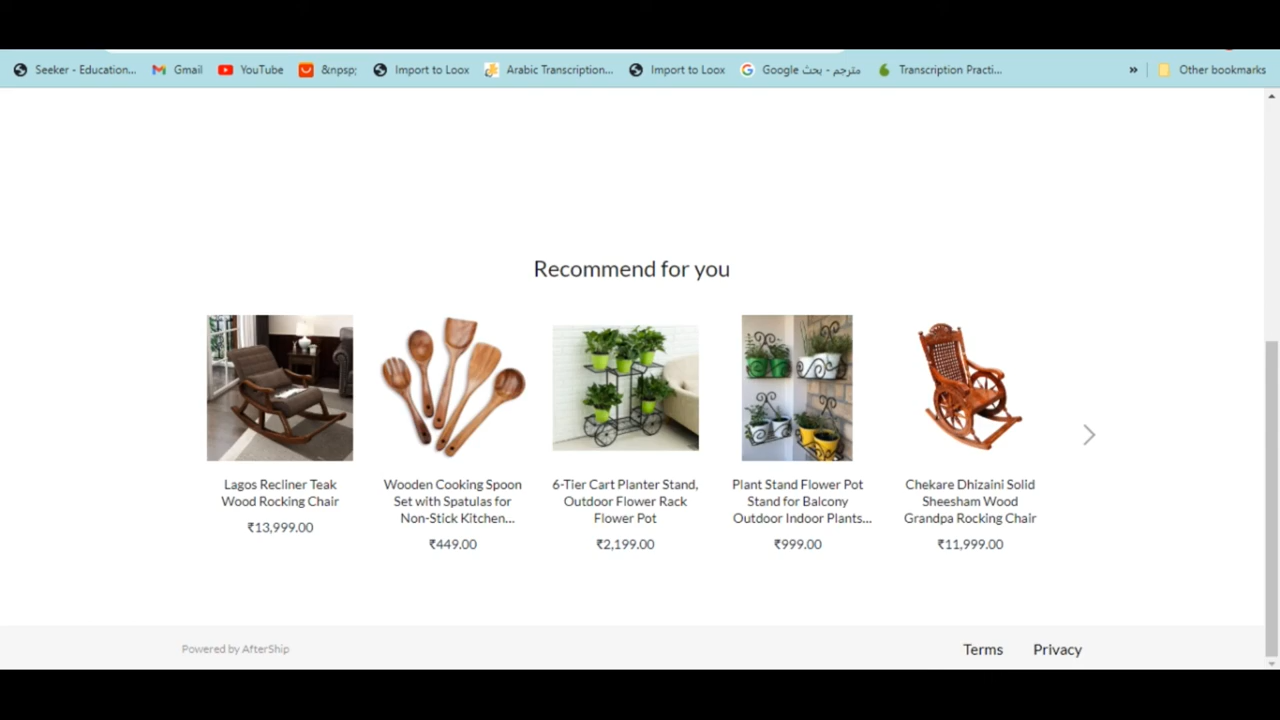 Seeker - Education...
Gmail
YouTube
&npsp;
Import to Loox
Arabic Transcription...
Import to Loox
مترجم - بحث Google
Transcription Practi...
»
Other bookmarks
Recommend for you
Lagos Recliner Teak
Wood Rocking Chair
₹13,999.00
Wooden Cooking Spoon
Set with Spatulas for
Non-Stick Kitchen...
₹449.00
6-Tier Cart Planter Stand,
Outdoor Flower Rack
Flower Pot
₹2,199.00
Plant Stand Flower Pot
Stand for Balcony
Outdoor Indoor Plants...
₹999.00
Chekare Dhizaini Solid
Sheesham Wood
Grandpa Rocking Chair
₹11,999.00
Powered by AfterShip
Terms
Privacy